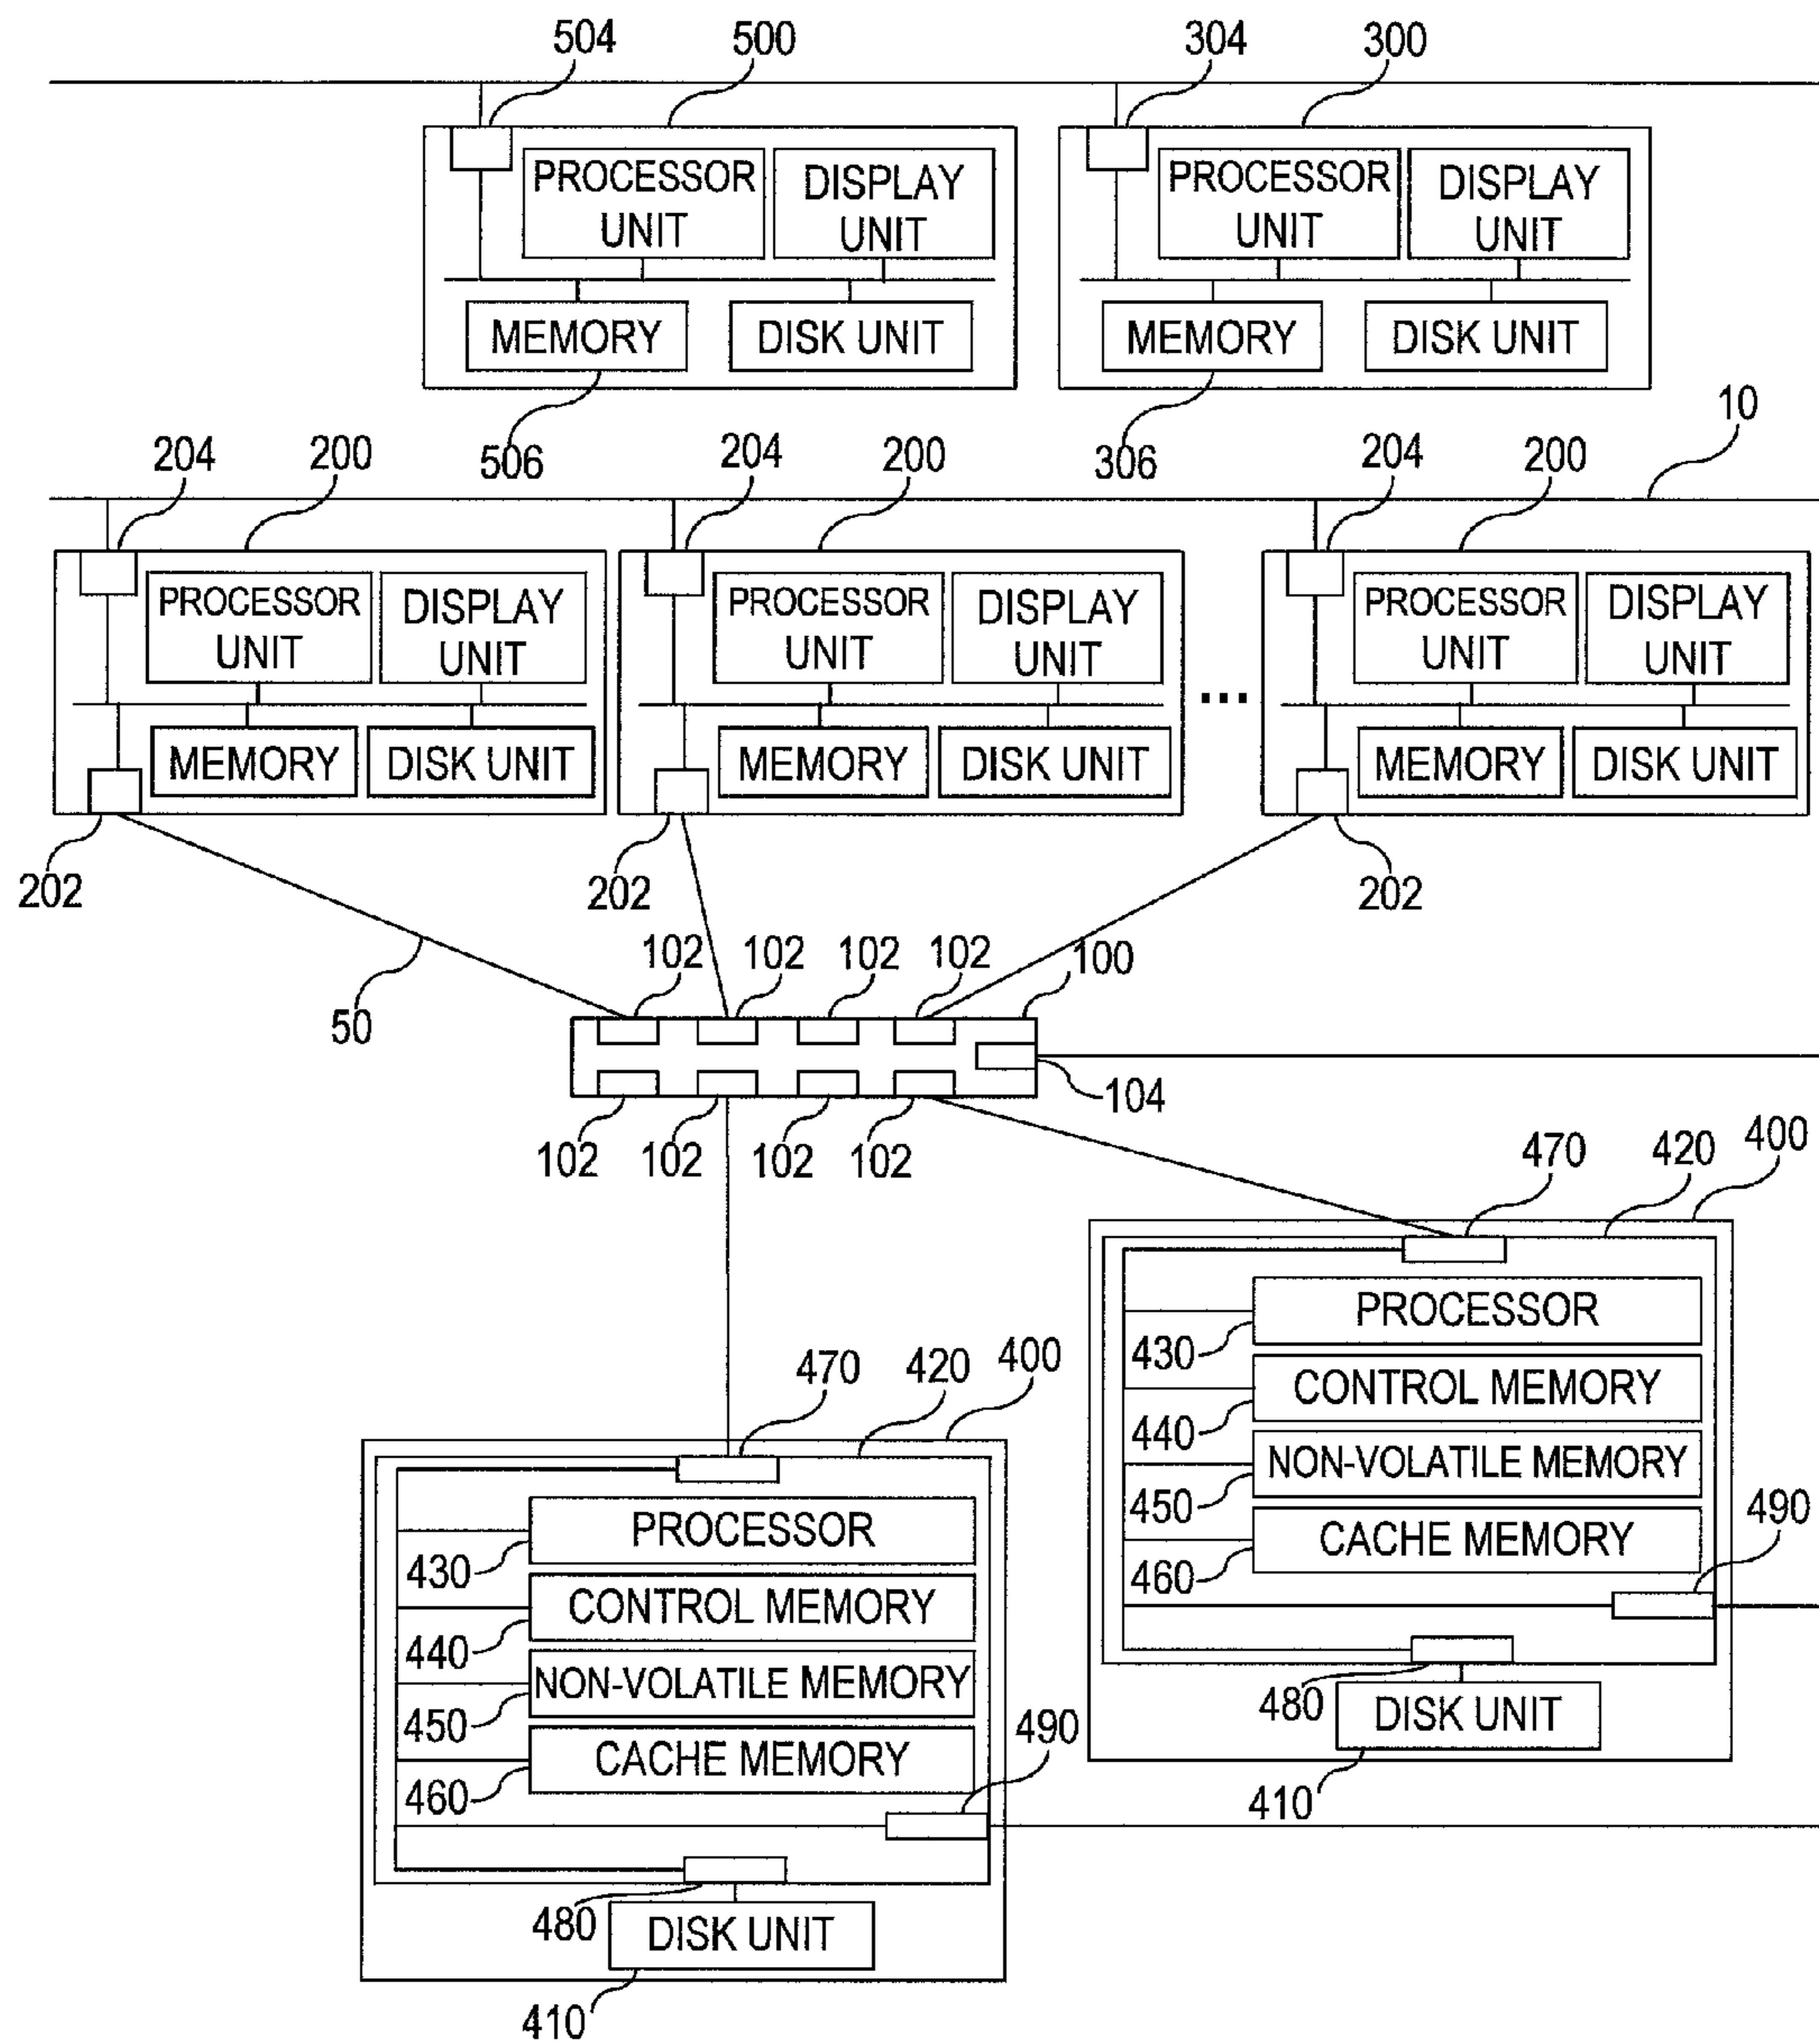 504 500 304 300
PROCESSOR UNIT
DISPLAY UNIT
PROCESSOR UNIT
DISPLAY UNIT
MEMORY
DISK UNIT
MEMORY
DISK UNIT
10
204 200 506 204 200 306 204 200
PROCESSOR UNIT
DISPLAY UNIT
PROCESSOR UNIT
DISPLAY UNIT
...
PROCESSOR UNIT
DISPLAY UNIT
MEMORY
DISK UNIT
MEMORY
DISK UNIT
MEMORY
DISK UNIT
202 202 202
50
102 102 102 102 100
104
102 102 102 102
470 420 400
PROCESSOR
430
CONTROL MEMORY
440
NON-VOLATILE MEMORY
450
490
CACHE MEMORY
460
480
DISK UNIT
410
470 420 400
PROCESSOR
430
CONTROL MEMORY
440
NON-VOLATILE MEMORY
450
490
CACHE MEMORY
460
480
DISK UNIT
410